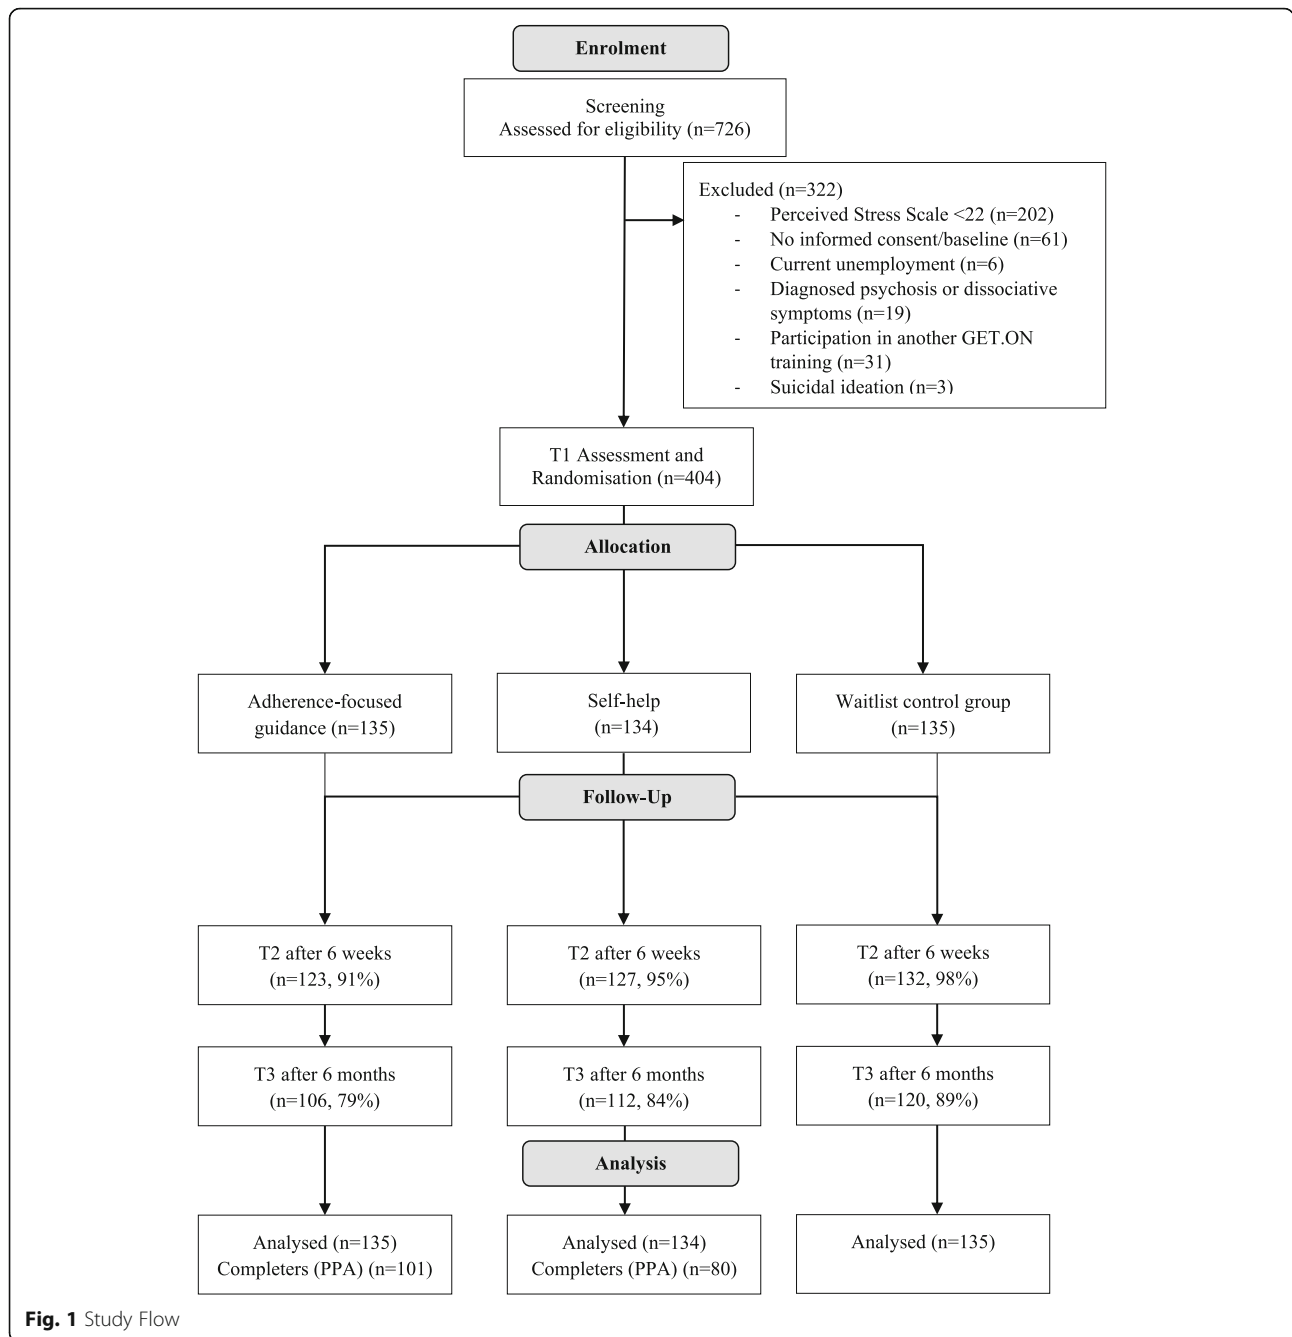 Enrolment
Screening
Assessed for eligibility (n=726)
Excluded (n=322)
- Perceived Stress Scale <22 (n=202)
- No informed consent/baseline (n=61)
- Current unemployment (n=6)
- Diagnosed psychosis or dissociative
symptoms (n=19)
- Participation in another GET.ON
training (n=31)
- Suicidal ideation (n=3)
T1 Assessment and
Randomisation (n=404)
Allocation
Adherence-focused
guidance (n=135)
Self-help
(n=134)
Waitlist control group
(n=135)
Follow-Up
T2 after 6 weeks
(n=123, 91%)
T2 after 6 weeks
(n=127, 95%)
T2 after 6 weeks
(n=132, 98%)
T3 after 6 months
(n=106, 79%)
T3 after 6 months
(n=112, 84%)
T3 after 6 months
(n=120, 89%)
Analysis
Analysed (n=135)
Completers (PPA) (n=101)
Analysed (n=134)
Completers (PPA) (n=80)
Analysed (n=135)
Fig. 1 Study Flow